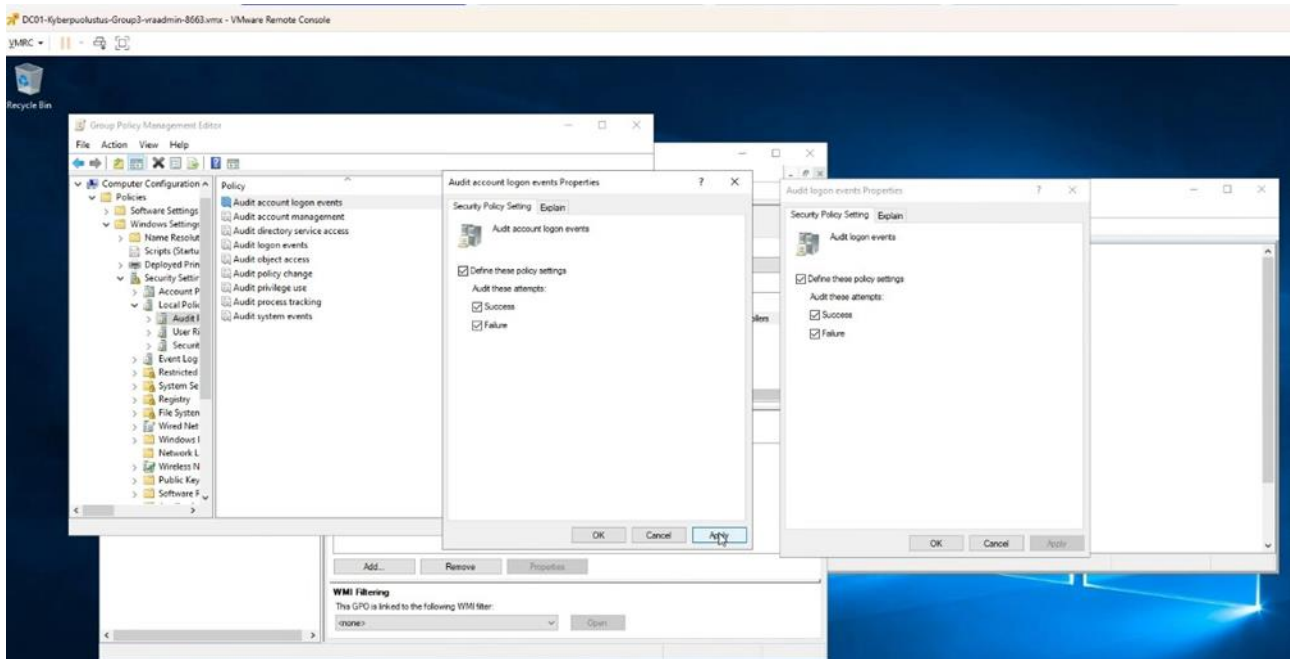 DC01-Kyberpuolustus-Group3-vraadmin-8663.vmx - VMware Remote Console
VMRC
Recycle Bin
Group Policy Management Editor
File Action View Help
Computer Configuration
Policies
Software Settings
Windows Setting
Name Resolut
Scripts (Startu
Deployed Prin
Security Settin
Account P
Local Polic
Audit P
User Ri
Securit
Event Log
Restricted
System Se
Registry
File System
Wired Net
Windows
Network L
Wireless N
Public Key
Software R
Policy
Audit account logon events
Audit account management
Audit directory service access
Audit logon events
Audit object access
Audit policy change
Audit privilege use
Audit process tracking
Audit system events
Audit account logon events Properties
? X
Security Policy Setting Explain
Audit account logon events
Define these policy settings
Audit these attempts:
Success
Failure
OK Cancel Apply
ollers
Audit logon events Properties
? X
Security Policy Setting Explain
Audit logon events
Define these policy settings
Audit these attempts:
Success
Failure
OK Cancel Apply
Add... Remove Properties
WMI Filtering
This GPO is linked to the following WMI filter:
<none> Open